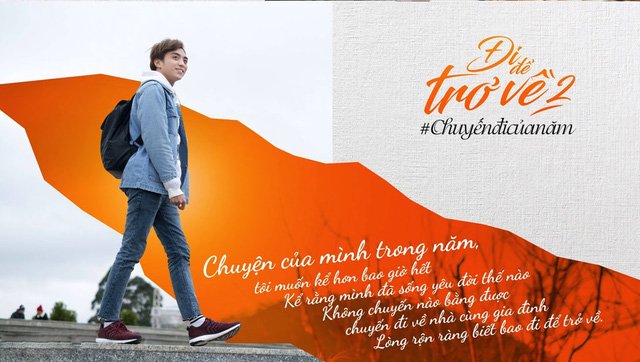 Đi để
trở về 2
#Chuyếnđicủanăm
Chuyện của mình trong năm,
tôi muốn kể hơn bao giờ hết
Kể rằng mình đã sống yêu đời thế nào
Không chuyến nào bằng được
chuyến đi về nhà cùng gia đình
Lòng rộn ràng biết bao đi để trở về.